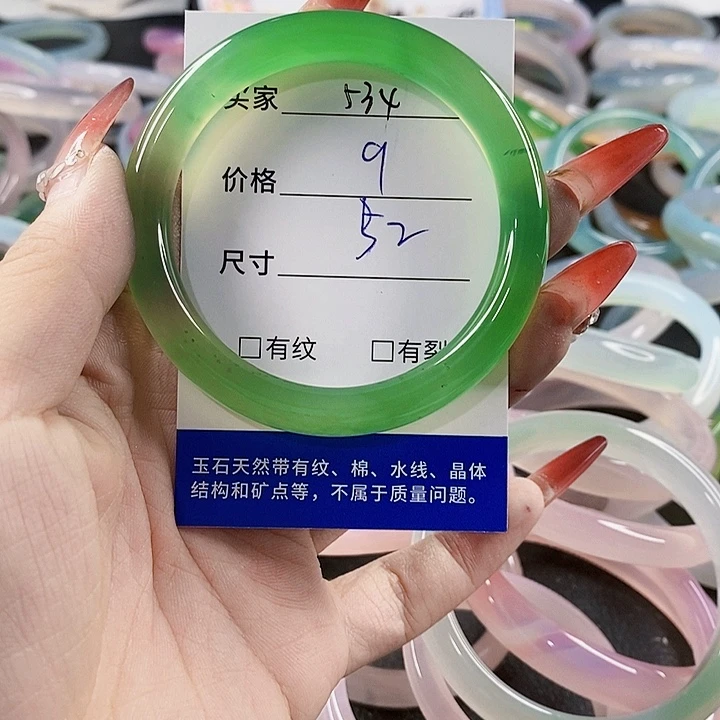 买家 534
价格 9
尺寸 52
□有纹 □有裂
玉石天然带有纹、棉、水线、晶体
结构和矿点等，不属于质量问题。